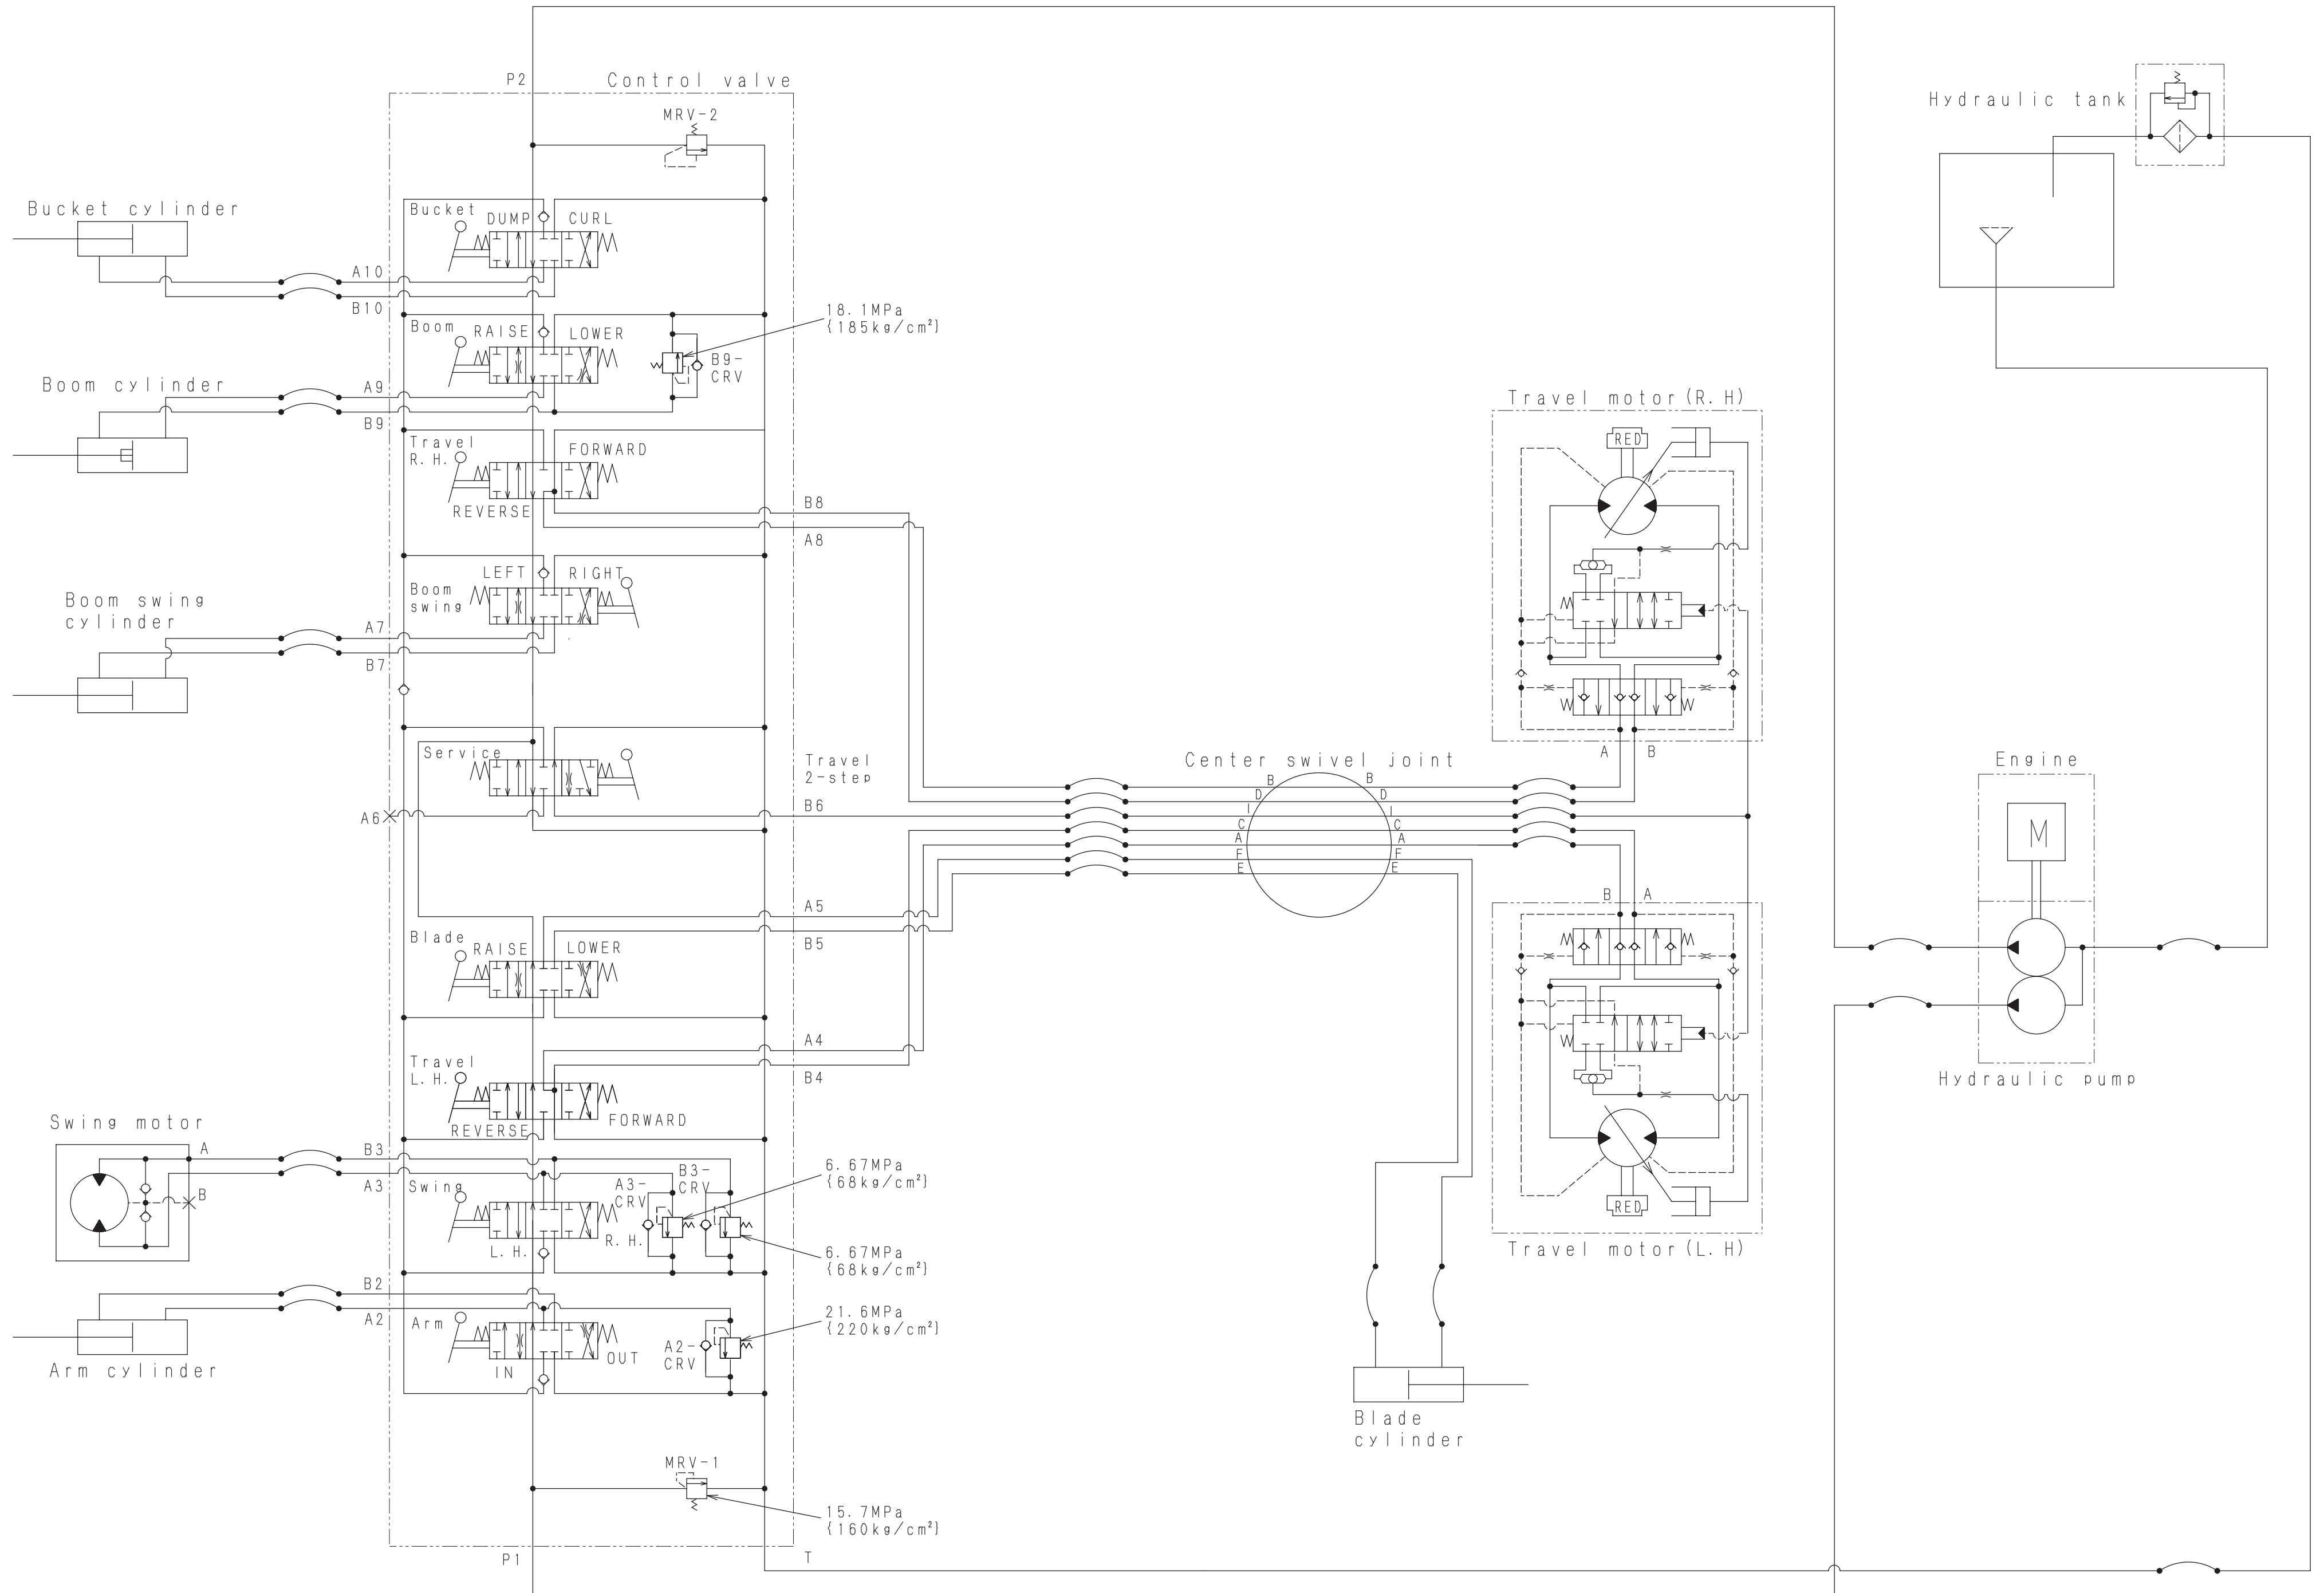 P2
Control valve
MRV-2
Hydraulic tank
Bucket cylinder
Bucket
DUMP
CURL
A10
B10
18.1MPa
{185kg/cm²}
Boom
RAISE
LOWER
B9-
CRV
Boom cylinder
A9
B9
Travel motor(R.H)
RED
Travel
R.H.
FORWARD
REVERSE
B8
A8
LEFT
RIGHT
Boom
swing
Boom swing
cylinder
A7
B7
A
B
Service
Travel
2-step
Center swivel joint
Engine
M
A6
B6
B
B
D
D
I
I
C
C
A
A
F
F
E
E
A5
B5
Blade
RAISE
LOWER
B
A
A4
B4
Travel
L.H.
FORWARD
REVERSE
Hydraulic pump
Swing motor
A
B
B3
A3
Swing
A3-
CRV
B3-
CRV
6.67MPa
{68kg/cm²}
L.H.
R.H.
6.67MPa
{68kg/cm²}
RED
Travel motor(L.H)
B2
A2
Arm
IN
OUT
A2-
CRV
21.6MPa
{220kg/cm²}
Arm cylinder
Blade
cylinder
MRV-1
15.7MPa
{160kg/cm²}
P1
T